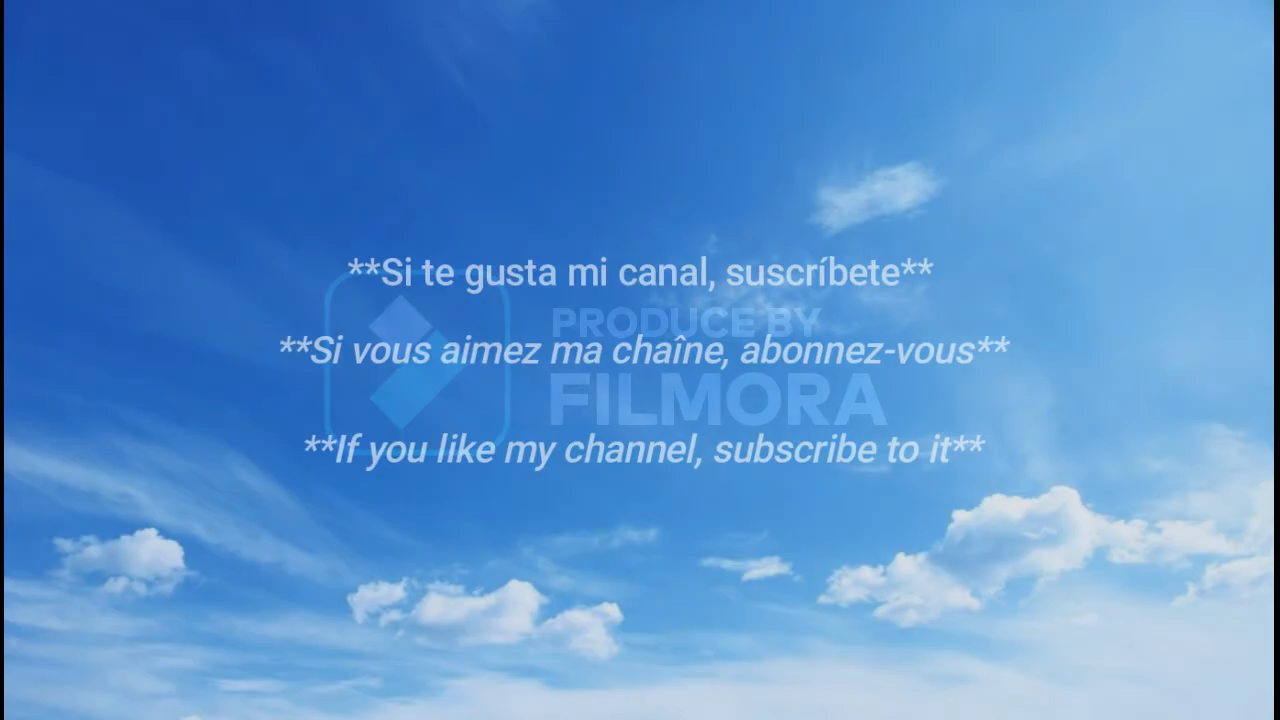 **Si te gusta mi canal, suscríbete**
PRODUCE BY
**Si vous aimez ma chaîne, abonnez-vous**
FILMORA
**If you like my channel, subscribe to it**